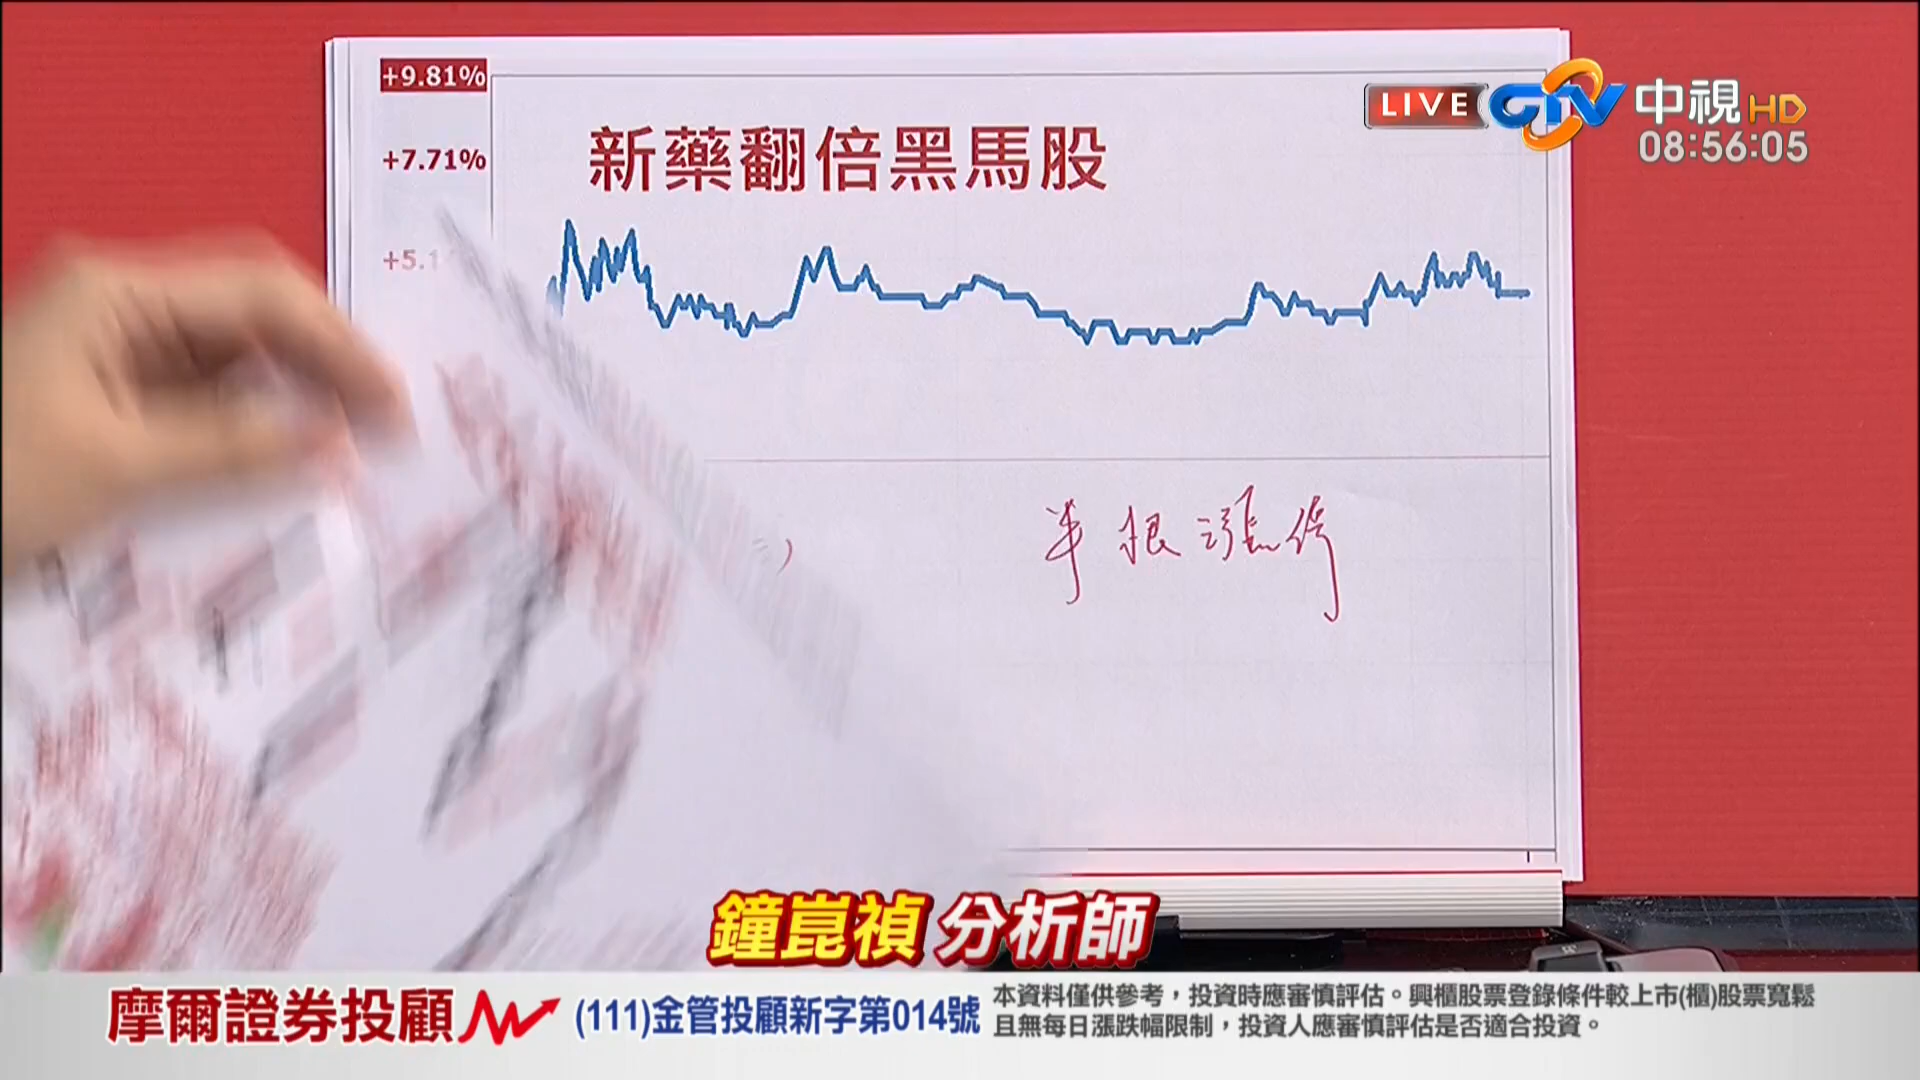 +9.81%
LIVE CTV 中視 HD
08:56:05
+7.71%
新藥翻倍黑馬股
+5.1
半根漲停
鐘崑禎 分析師
摩爾證券投顧
(111)金管投顧新字第014號
本資料僅供參考，投資時應審慎評估。興櫃股票登錄條件較上市(櫃)股票寬鬆
且無每日漲跌幅限制，投資人應審慎評估是否適合投資。